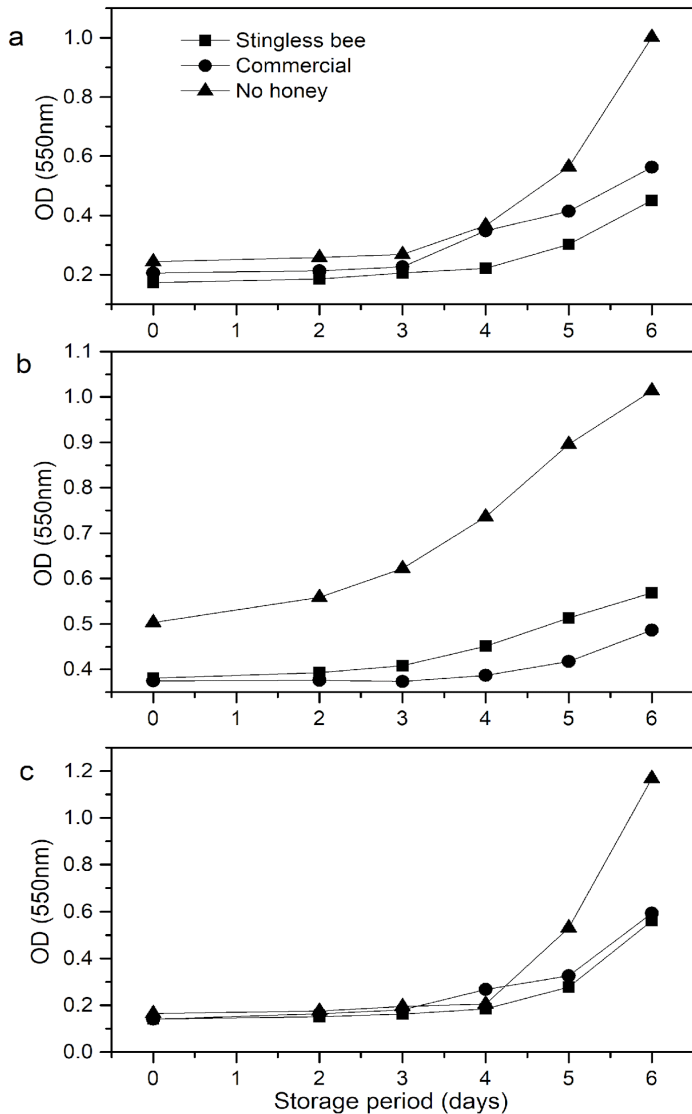 a
Stingless bee
Commercial
No honey
OD (550nm)
1.0
0.8
0.6
0.4
0.2
0 1 2 3 4 5 6
b
OD (550nm)
1.1
1.0
0.9
0.8
0.7
0.6
0.5
0.4
0 1 2 3 4 5 6
c
OD (550nm)
1.2
1.0
0.8
0.6
0.4
0.2
0.0
0 1 2 3 4 5 6
Storage period (days)